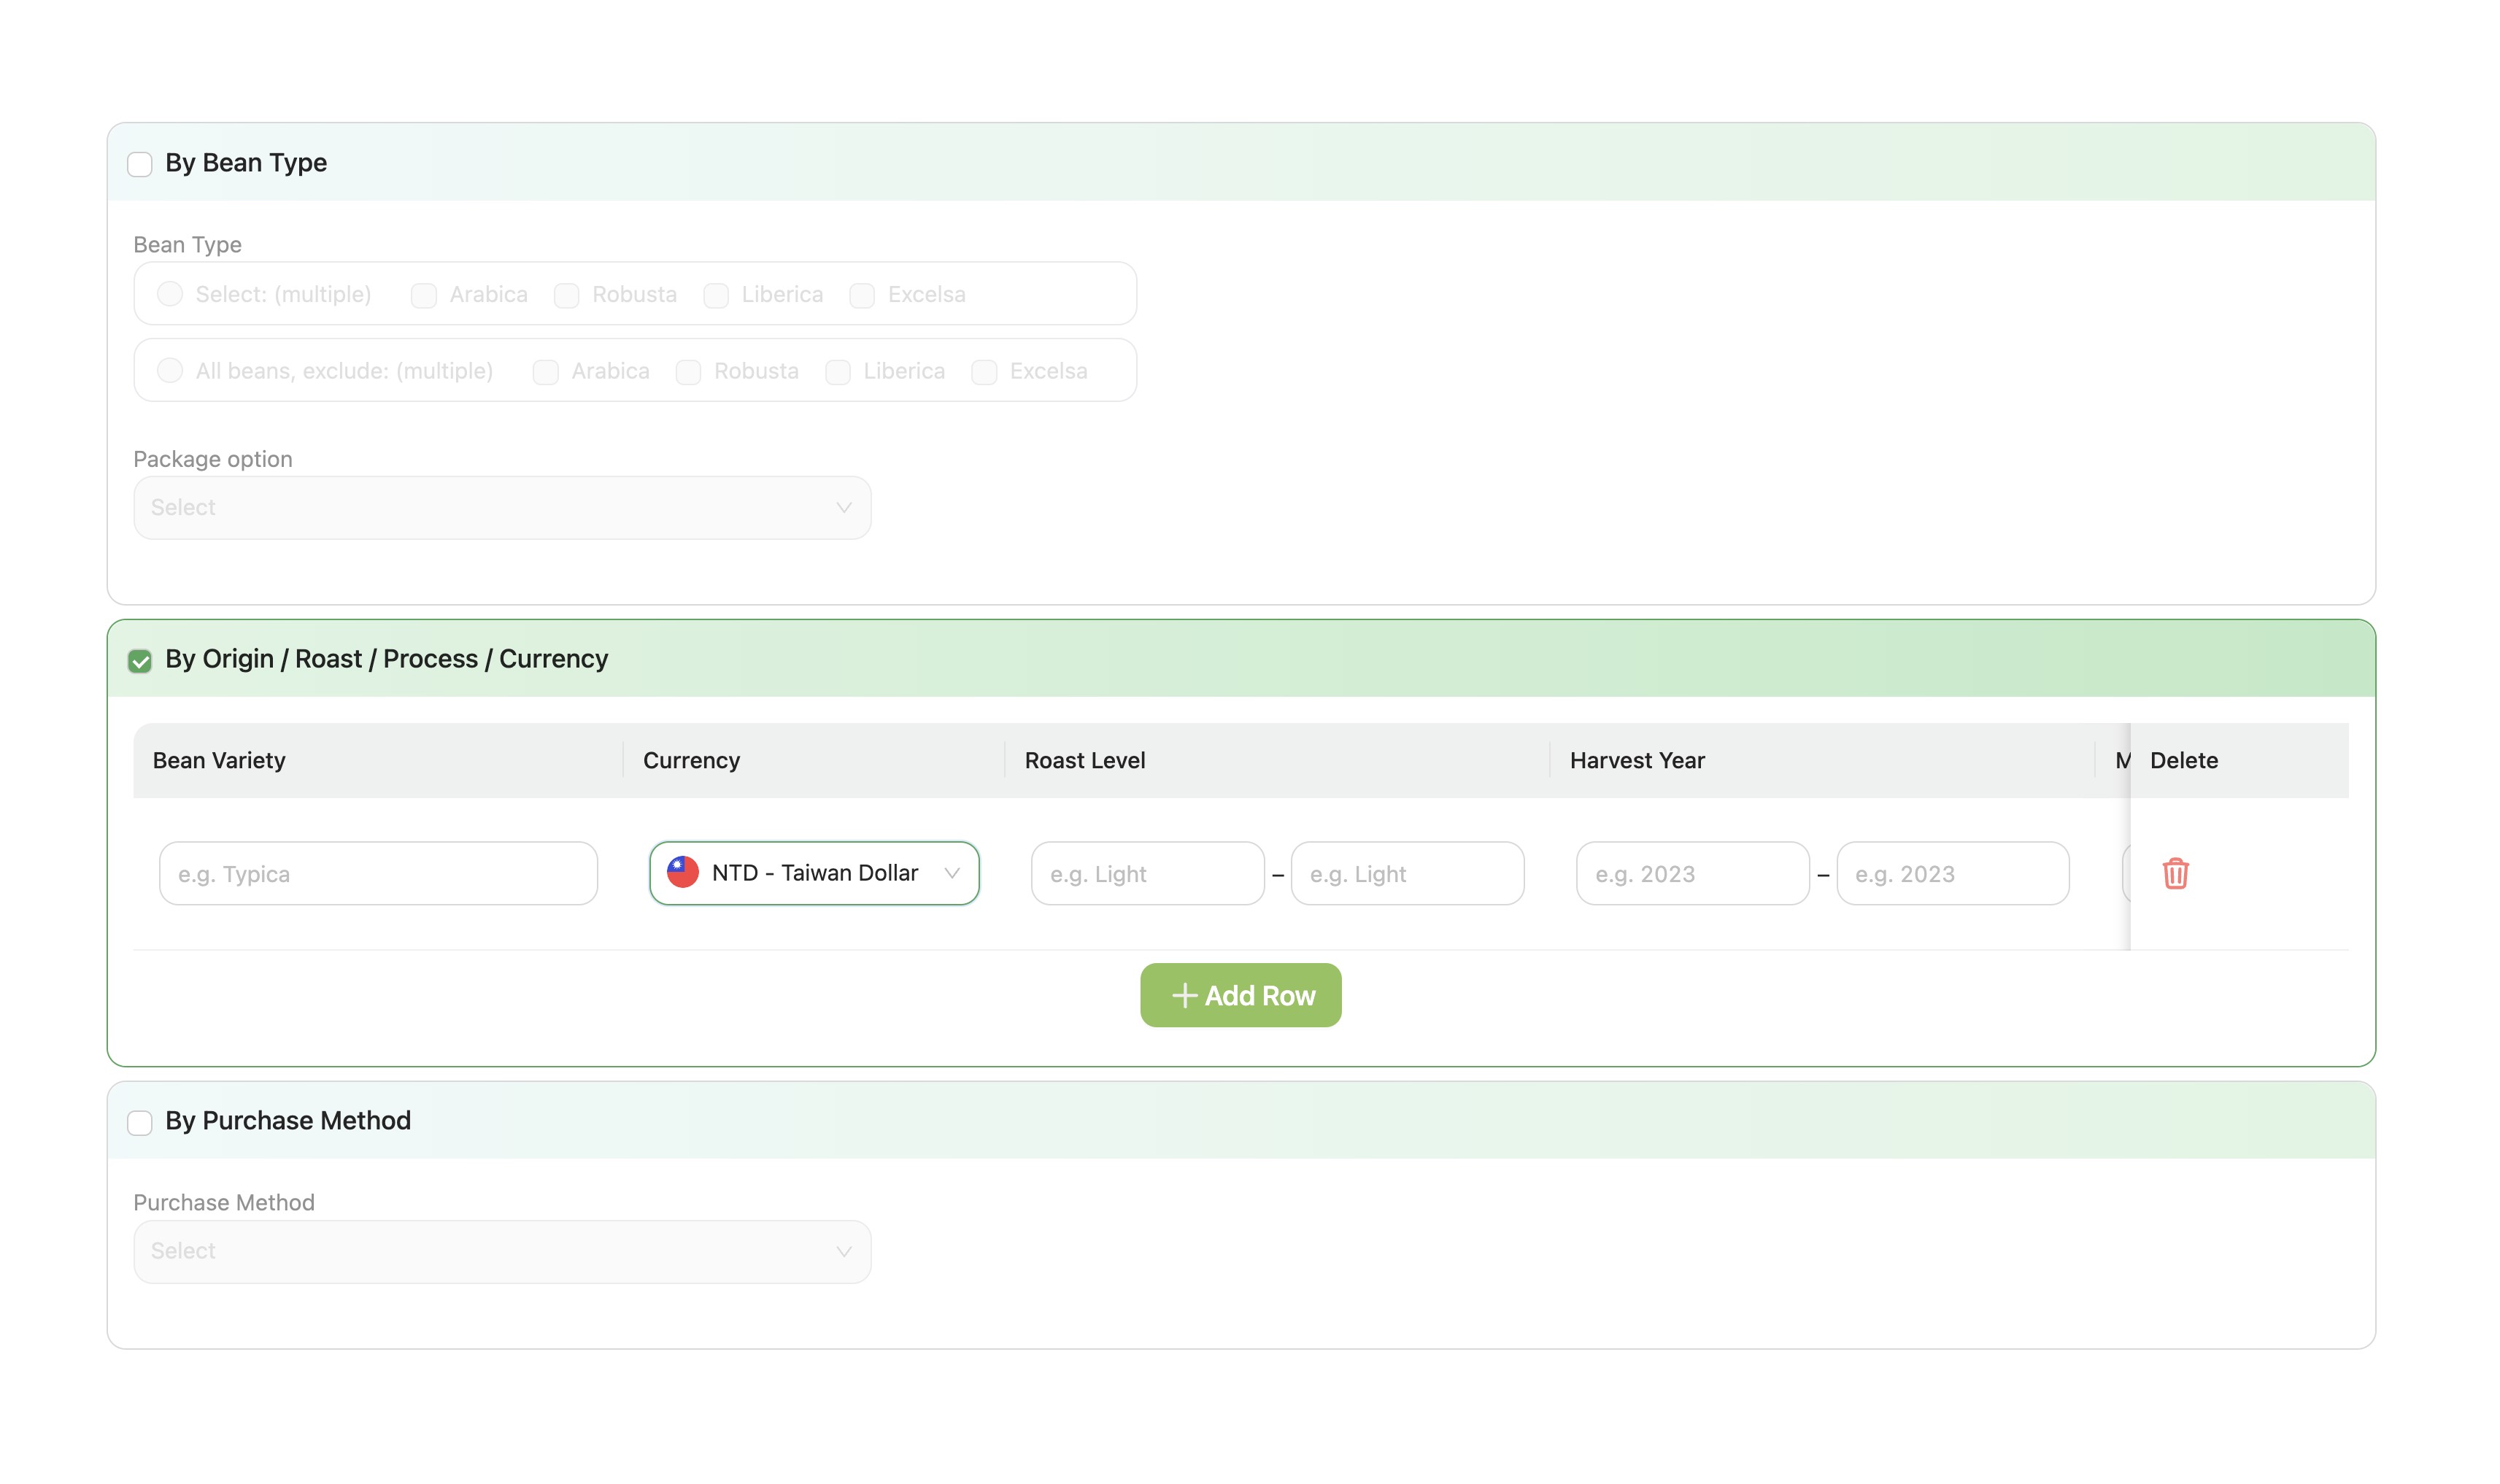 By Bean Type
Bean Type
Select: (multiple) Arabica Robusta Liberica Excelsa
All beans, exclude: (multiple) Arabica Robusta Liberica Excelsa
Package option
Select
By Origin / Roast / Process / Currency
Bean Variety Currency Roast Level Harvest Year Delete
e.g. Typica NTD - Taiwan Dollar e.g. Light – e.g. Light e.g. 2023 – e.g. 2023
Add Row
By Purchase Method
Purchase Method
Select